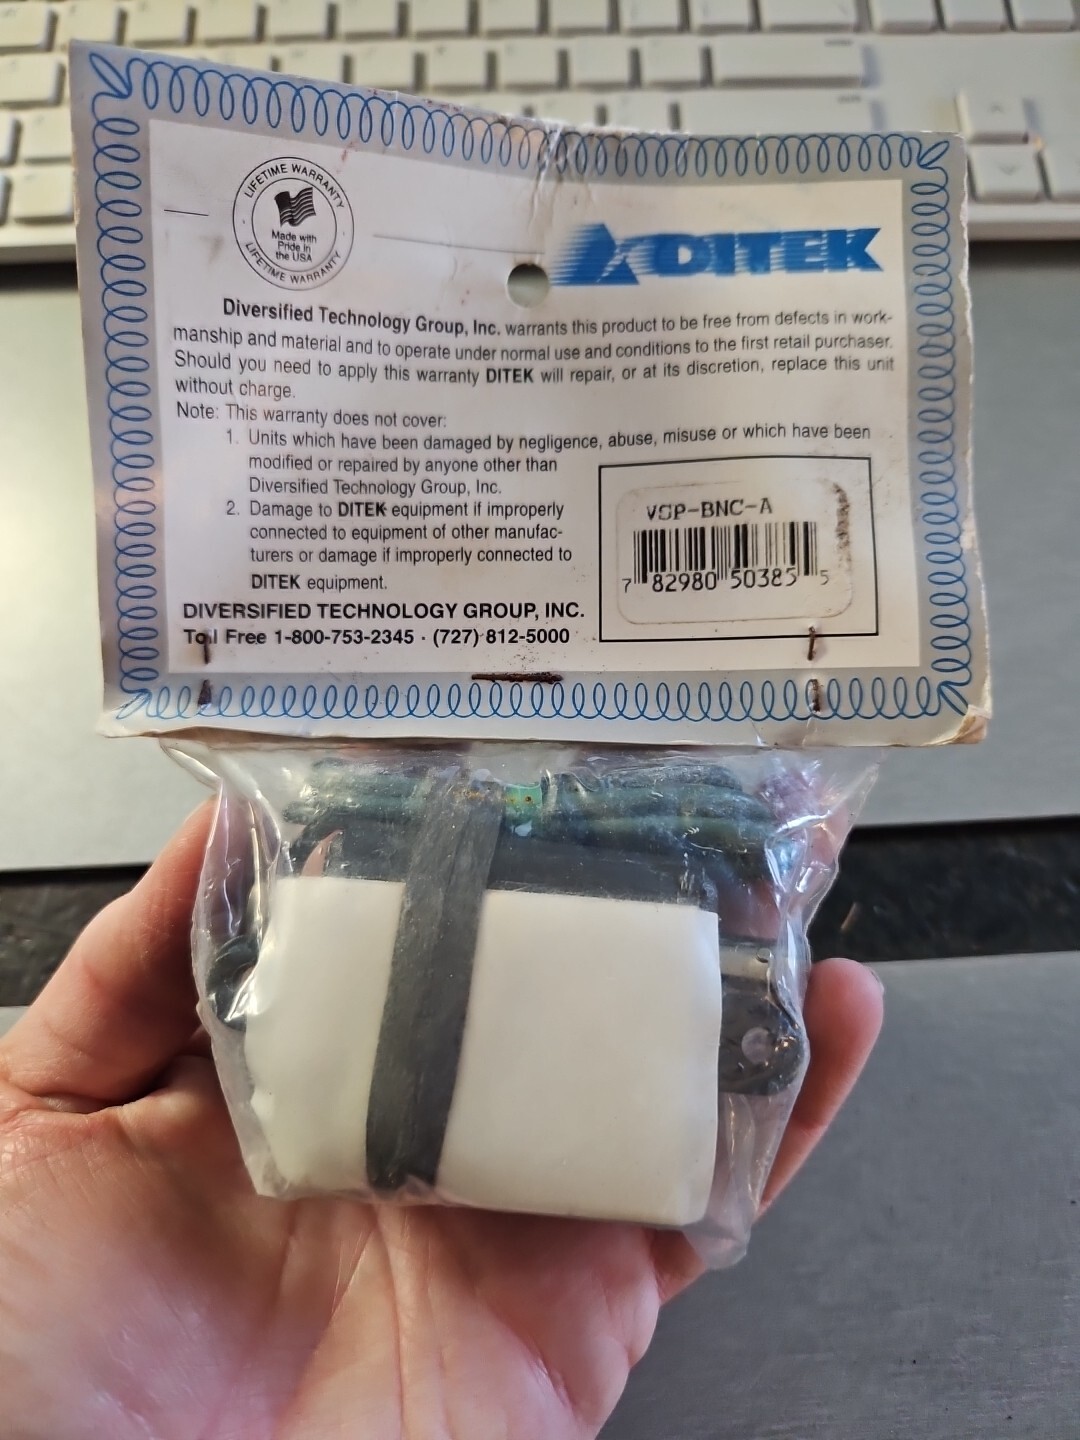 LIFETIME WARRANTY
Made with
Pride in
the USA
LIFETIME WARRANTY
DITEK
Diversified Technology Group, Inc. warrants this product to be free from defects in work-
manship and material and to operate under normal use and conditions to the first retail purchaser.
Should you need to apply this warranty DITEK will repair, or at its discretion, replace this unit
without charge.
Note: This warranty does not cover:
1. Units which have been damaged by negligence, abuse, misuse or which have been
modified or repaired by anyone other than
Diversified Technology Group, Inc.
2. Damage to DITEK equipment if improperly
connected to equipment of other manufac-
turers or damage if improperly connected to
DITEK equipment.
DIVERSIFIED TECHNOLOGY GROUP, INC.
Toll Free 1-800-753-2345 · (727) 812-5000
VSP-BNC-A
7 82980 50385 5